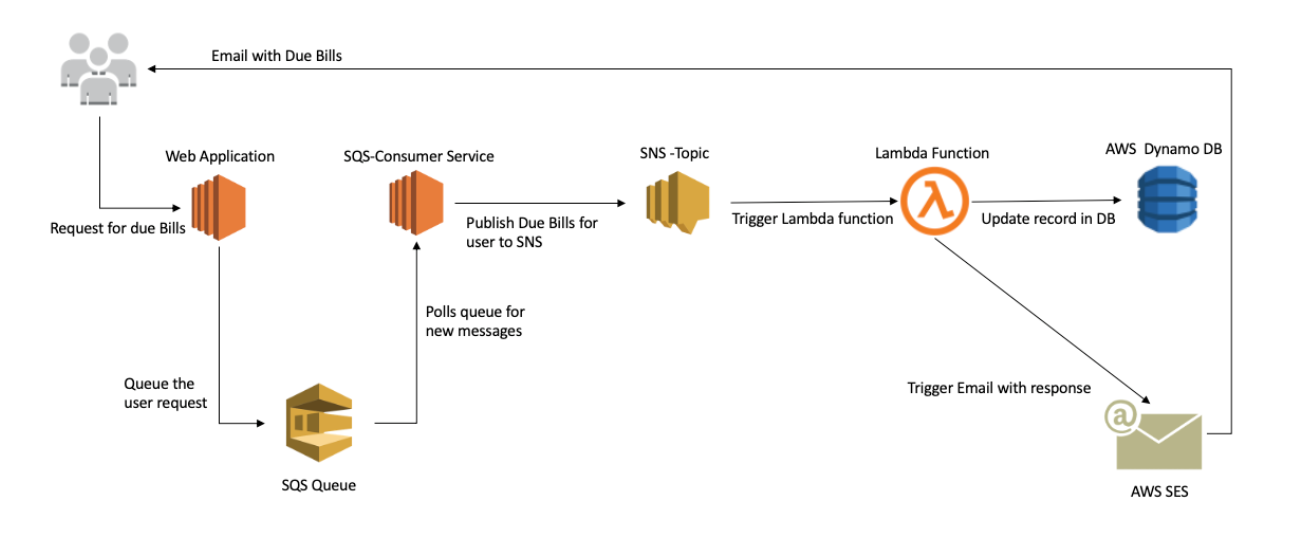 Email with Due Bills
Web Application
SQS-Consumer Service
SNS -Topic
Lambda Function
AWS Dynamo DB
Request for due Bills
Publish Due Bills for
user to SNS
Trigger Lambda function
Update record in DB
Polls queue for
new messages
Queue the
user request
Trigger Email with response
@
SQS Queue
AWS SES